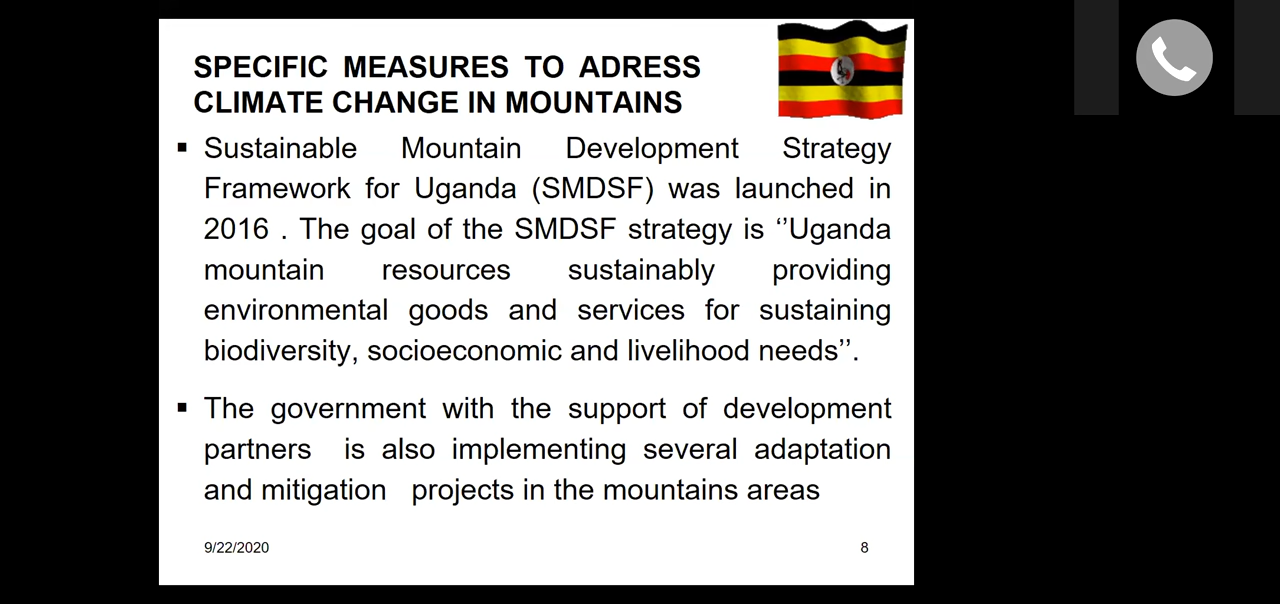 SPECIFIC MEASURES TO ADRESS
CLIMATE CHANGE IN MOUNTAINS
▪ Sustainable Mountain Development Strategy
Framework for Uganda (SMDSF) was launched in
2016 . The goal of the SMDSF strategy is ‘’Uganda
mountain resources sustainably providing
environmental goods and services for sustaining
biodiversity, socioeconomic and livelihood needs’’.
▪ The government with the support of development
partners is also implementing several adaptation
and mitigation projects in the mountains areas
9/22/2020
8